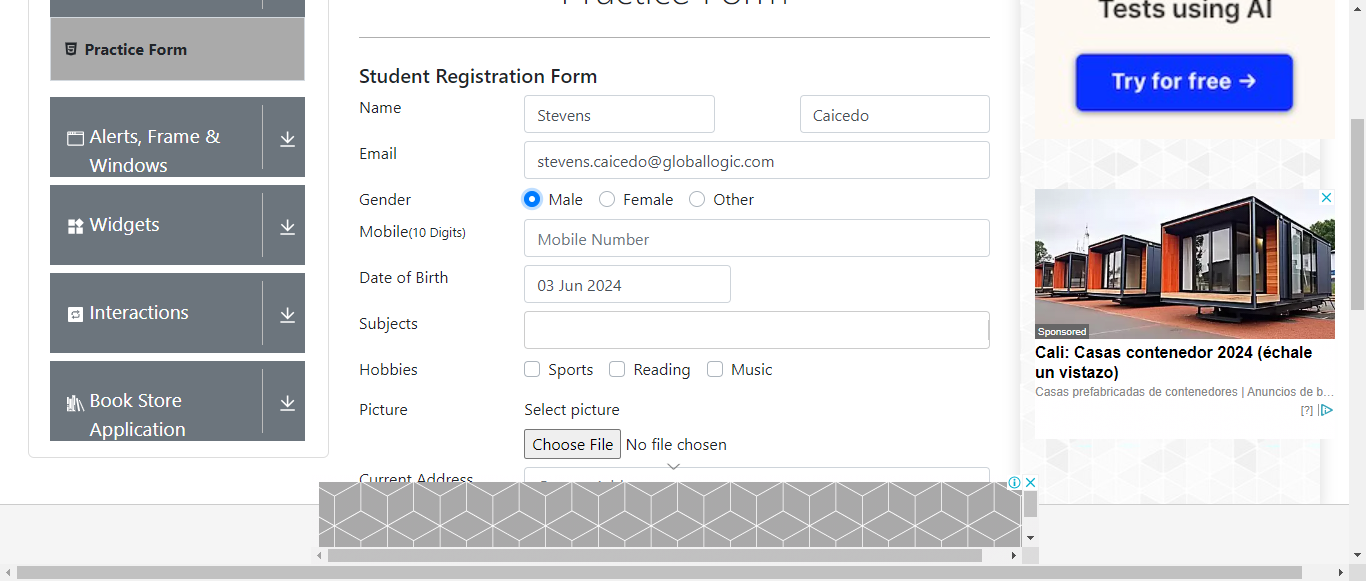 Practice Form
Practice Form
Alerts, Frame &
Windows
Widgets
Interactions
Book Store
Application
Student Registration Form
Name Stevens Caicedo
Email stevens.caicedo@globallogic.com
Gender Male Female Other
Mobile(10 Digits) Mobile Number
Date of Birth 03 Jun 2024
Subjects
Hobbies Sports Reading Music
Picture Select picture
Choose File No file chosen
Current Address
Tests using AI
Try for free →
Sponsored
Cali: Casas contenedor 2024 (échale
un vistazo)
Casas prefabricadas de contenedores | Anuncios de b...
[?]